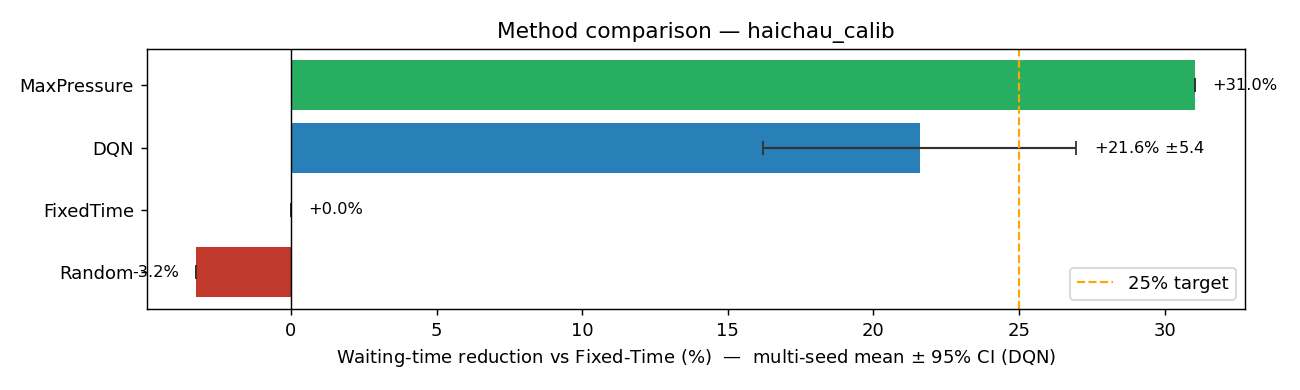 Method comparison — haichau_calib
MaxPressure
+31.0%
DQN
+21.6% ±5.4
FixedTime
+0.0%
Random
-3.2%
25% target
0 5 10 15 20 25 30
Waiting-time reduction vs Fixed-Time (%) — multi-seed mean ± 95% CI (DQN)